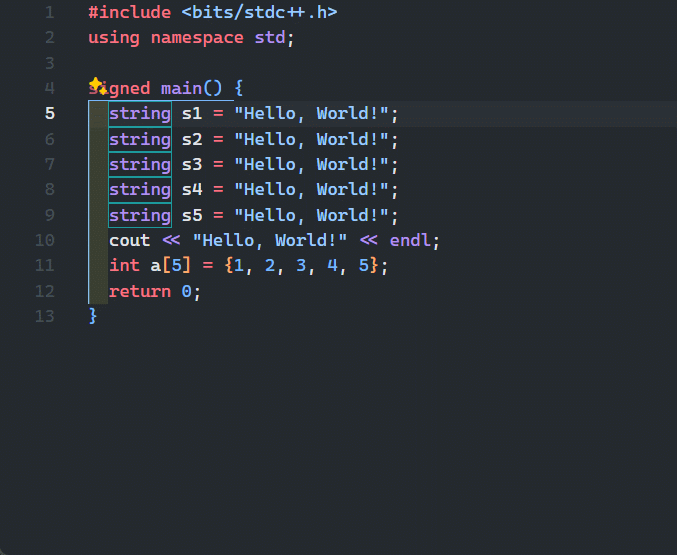 1 #include <bits/stdc++.h>
2 using namespace std;
3
4 signed main() {
5 string s1 = "Hello, World!";
6 string s2 = "Hello, World!";
7 string s3 = "Hello, World!";
8 string s4 = "Hello, World!";
9 string s5 = "Hello, World!";
10 cout << "Hello, World!" << endl;
11 int a[5] = {1, 2, 3, 4, 5};
12 return 0;
13 }